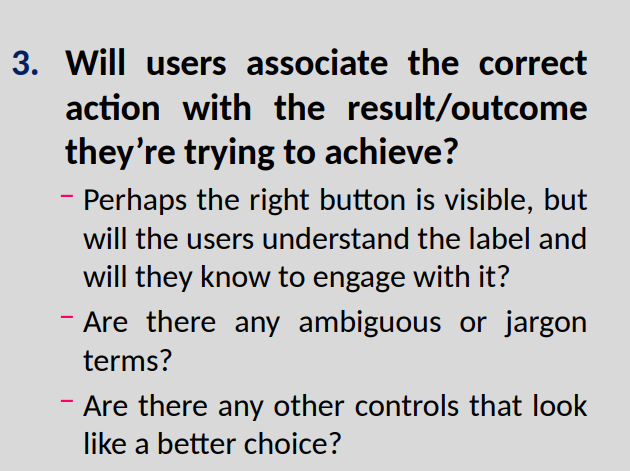 3. Will users associate the correct
action with the result/outcome
they're trying to achieve?
– Perhaps the right button is visible, but
will the users understand the label and
will they know to engage with it?
– Are there any ambiguous or jargon
terms?
– Are there any other controls that look
like a better choice?